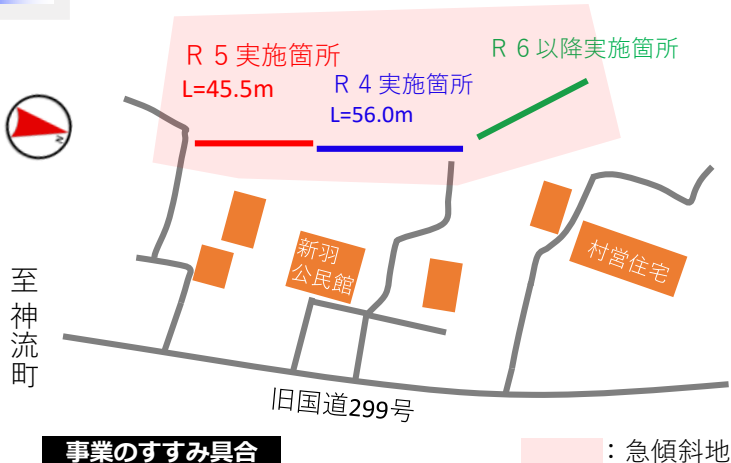 R５実施箇所
L=45.5m
R４実施箇所
L=56.0m
R６以降実施箇所
N
新羽
公民館
村営住宅
至神流町
旧国道299号
事業のすすみ具合
：急傾斜地